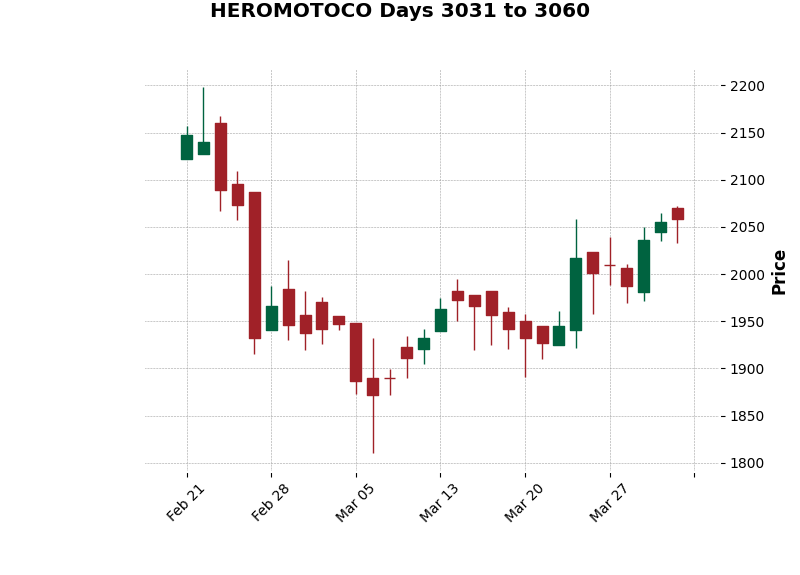 HEROMOTOCO Days 3031 to 3060
2200
2150
2100
2050
2000
1950
1900
1850
1800
Price
Feb 21
Feb 28
Mar 05
Mar 13
Mar 20
Mar 27